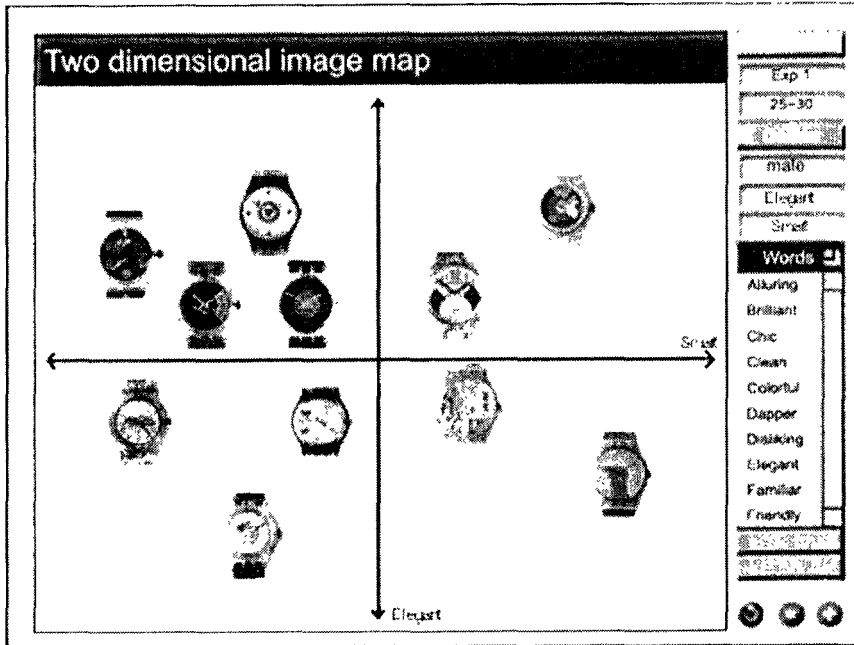 Two dimensional image map
Exp 1
25-30
male
Elegant
Smart
Words
Alluring
Brilliant
Chic
Clean
Colorful
Dapper
Disliking
Elegant
Familiar
Friendly
Smart
Elegant